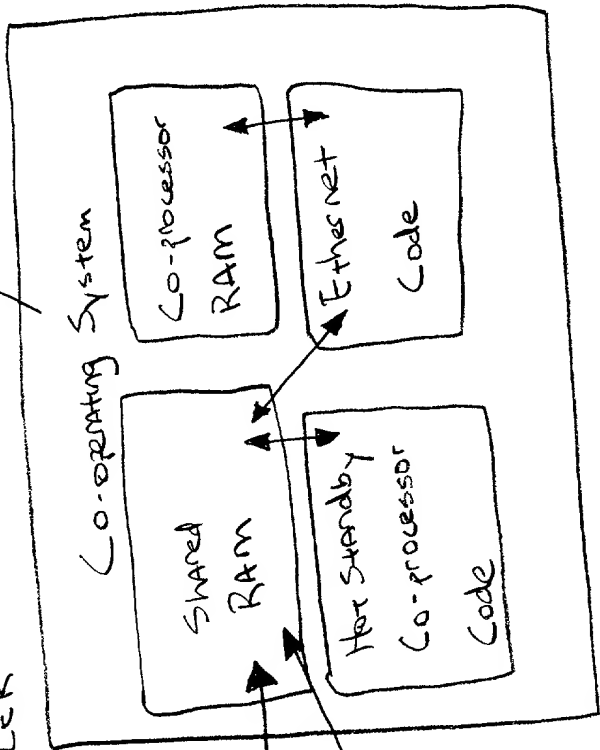 Co-operating System
Shared
RAM
Co-processor
RAM
Hot Standby
Co-processor
Code
Ethernet
Code